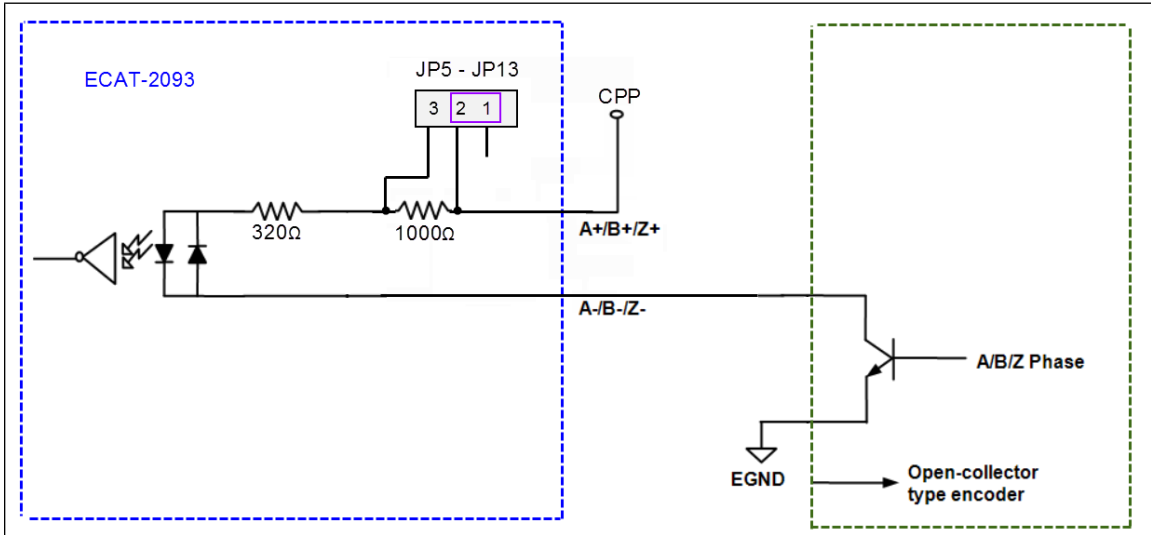 JP5 - JP13
ECAT-2093
3 2 1
CPP
320Ω
1000Ω
A+/B+/Z+
A-/B-/Z-
A/B/Z Phase
EGND
Open-collector
type encoder